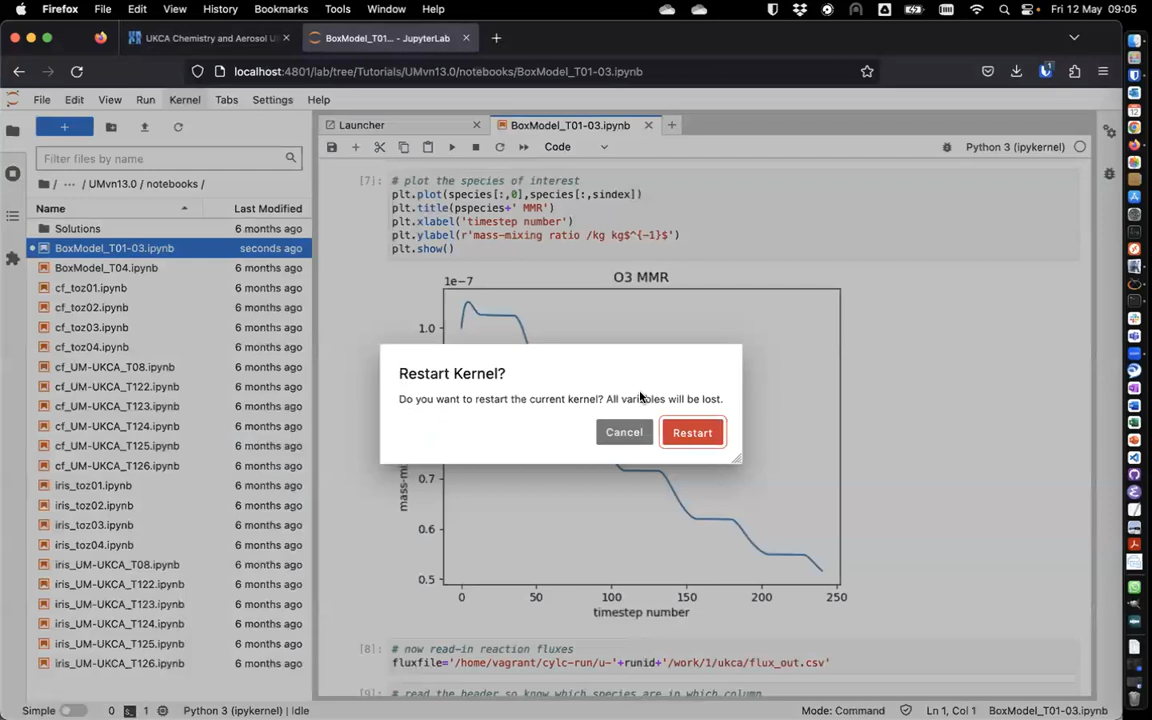 Firefox File Edit View History Bookmarks Tools Window Help Fri 12 May 09:05
UKCA Chemistry and Aerosol U
BoxModel_T01... - JupyterLab
localhost:4801/lab/tree/Tutorials/UMvn13.0/notebooks/BoxModel_T01-03.ipynb
File Edit View Run Kernel Tabs Settings Help
Launcher
BoxModel_T01-03.ipynb
Code
Python 3 (ipykernel)
Filter files by name
/ ··· / UMvn13.0 / notebooks /
Name Last Modified
Solutions 6 months ago
BoxModel_T01-03.ipynb seconds ago
BoxModel_T04.ipynb 6 months ago
cf_toz01.ipynb 6 months ago
cf_toz02.ipynb 6 months ago
cf_toz03.ipynb 6 months ago
cf_toz04.ipynb 6 months ago
cf_UM-UKCA_T08.ipynb 6 months ago
cf_UM-UKCA_T122.ipynb 6 months ago
cf_UM-UKCA_T123.ipynb 6 months ago
cf_UM-UKCA_T124.ipynb 6 months ago
cf_UM-UKCA_T125.ipynb 6 months ago
cf_UM-UKCA_T126.ipynb 6 months ago
iris_toz01.ipynb 6 months ago
iris_toz02.ipynb 6 months ago
iris_toz03.ipynb 6 months ago
iris_toz04.ipynb 6 months ago
iris_UM-UKCA_T08.ipynb 6 months ago
iris_UM-UKCA_T122.ipynb 6 months ago
iris_UM-UKCA_T123.ipynb 6 months ago
iris_UM-UKCA_T124.ipynb 6 months ago
iris_UM-UKCA_T125.ipynb 6 months ago
iris_UM-UKCA_T126.ipynb 6 months ago
[7]: # plot the species of interest
plt.plot(species[:,0],species[:,sindex])
plt.title(pspecies+' MMR')
plt.xlabel('timestep number')
plt.ylabel(r'mass-mixing ratio /kg kg$^{-1}$')
plt.show()
O3 MMR
1e−7
1.0
0.7
0.6
0.5
0 50 100 150 200 250
timestep number
Restart Kernel?
Do you want to restart the current kernel? All variables will be lost.
Cancel
Restart
[8]: # now read-in reaction fluxes
fluxfile='/home/vagrant/cylc-run/u-'+runid+'/work/1/ukca/flux_out.csv'
[9]: # read the header so know which species are in which column
Simple 0 1 Python 3 (ipykernel) | Idle
Mode: Command Ln 1, Col 1 BoxModel_T01-03.ipynb